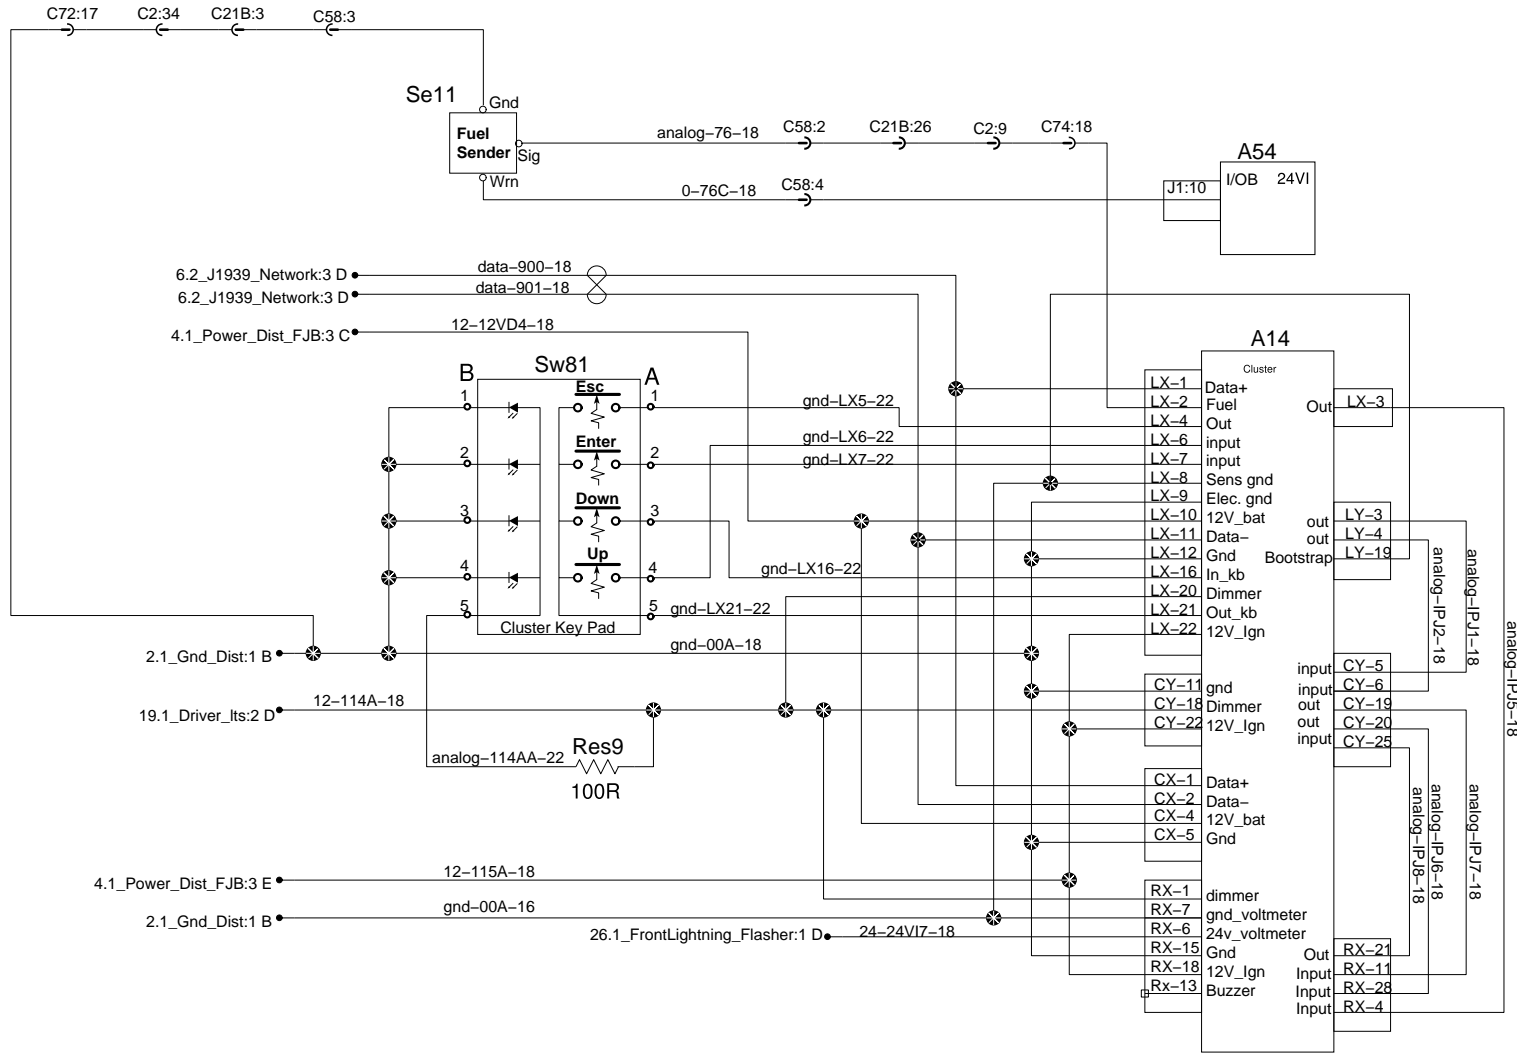 C72:17
C2:34
C21B:3
C58:3
Se11
Gnd
Fuel
Sender
Sig
Wrn
analog–76–18
C58:2
C21B:26
C2:9
C74:18
0–76C–18
C58:4
A54
J1:10
I/OB
24VI
6.2_J1939_Network:3 D
data–900–18
6.2_J1939_Network:3 D
data–901–18
4.1_Power_Dist_FJB:3 C
12–12VD4–18
Sw81
B
A
1
Esc
1
2
Enter
2
3
Down
3
4
Up
4
5
5
Cluster Key Pad
gnd–LX5–22
gnd–LX6–22
gnd–LX7–22
gnd–LX16–22
gnd–LX21–22
2.1_Gnd_Dist:1 B
gnd–00A–18
19.1_Driver_lts:2 D
12–114A–18
analog–114AA–22
Res9
100R
4.1_Power_Dist_FJB:3 E
12–115A–18
2.1_Gnd_Dist:1 B
gnd–00A–16
26.1_FrontLightning_Flasher:1 D
24–24VI7–18
A14
Cluster
LX–1 Data+
LX–2 Fuel
LX–4 Out
LX–6 input
LX–7 input
LX–8 Sens gnd
LX–9 Elec. gnd
LX–10 12V_bat
LX–11 Data–
LX–12 Gnd
LX–16 In_kb
LX–20 Dimmer
LX–21 Out_kb
LX–22 12V_Ign
CY–11 gnd
CY–18 Dimmer
CY–22 12V_Ign
CX–1 Data+
CX–2 Data–
CX–4 12V_bat
CX–5 Gnd
RX–1 dimmer
RX–7 gnd_voltmeter
RX–6 24v_voltmeter
RX–15 Gnd
RX–18 12V_Ign
Rx–13 Buzzer
Out LX–3
out LY–3
out LY–4
Bootstrap LY–19
input CY–5
input CY–6
out CY–19
out CY–20
input CY–25
Out RX–21
Input RX–11
Input RX–28
Input RX–4
analog–IPJ2–18
analog–IPJ1–18
analog–IPJ5–18
analog–IPJ8–18
analog–IPJ6–18
analog–IPJ7–18